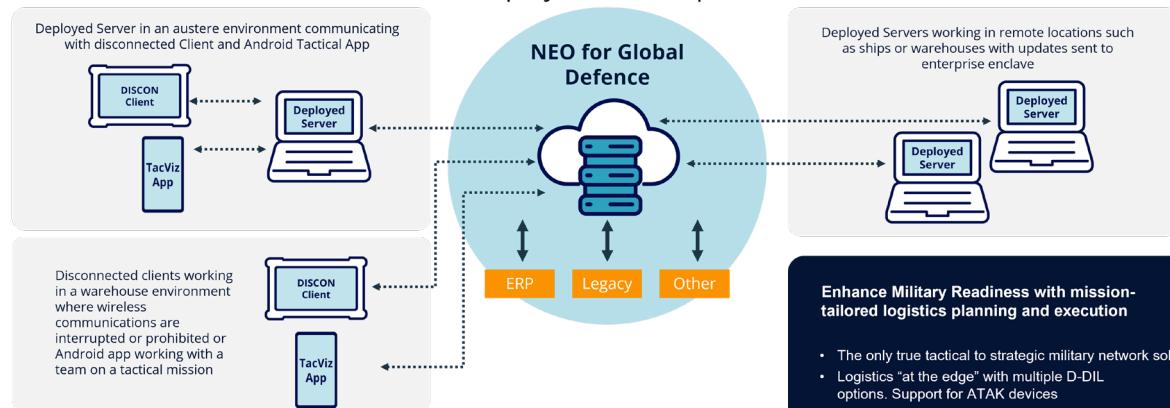 Deployed Server in an austere environment communicating
with disconnected Client and Android Tactical App
DISCON
Client
TacViz
App
Deployed
Server
NEO for Global
Defence
ERP
Legacy
Other
Deployed Servers working in remote locations such
as ships or warehouses with updates sent to
enterprise enclave
Deployed
Server
Deployed
Server
Disconnected clients working
in a warehouse environment
where wireless
communications are
interrupted or prohibited or
Android app working with a
team on a tactical mission
DISCON
Client
TacViz
App
Enhance Military Readiness with mission-
tailored logistics planning and execution
• The only true tactical to strategic military network
• Logistics “at the edge” with multiple D-DIL
options. Support for ATAK devices